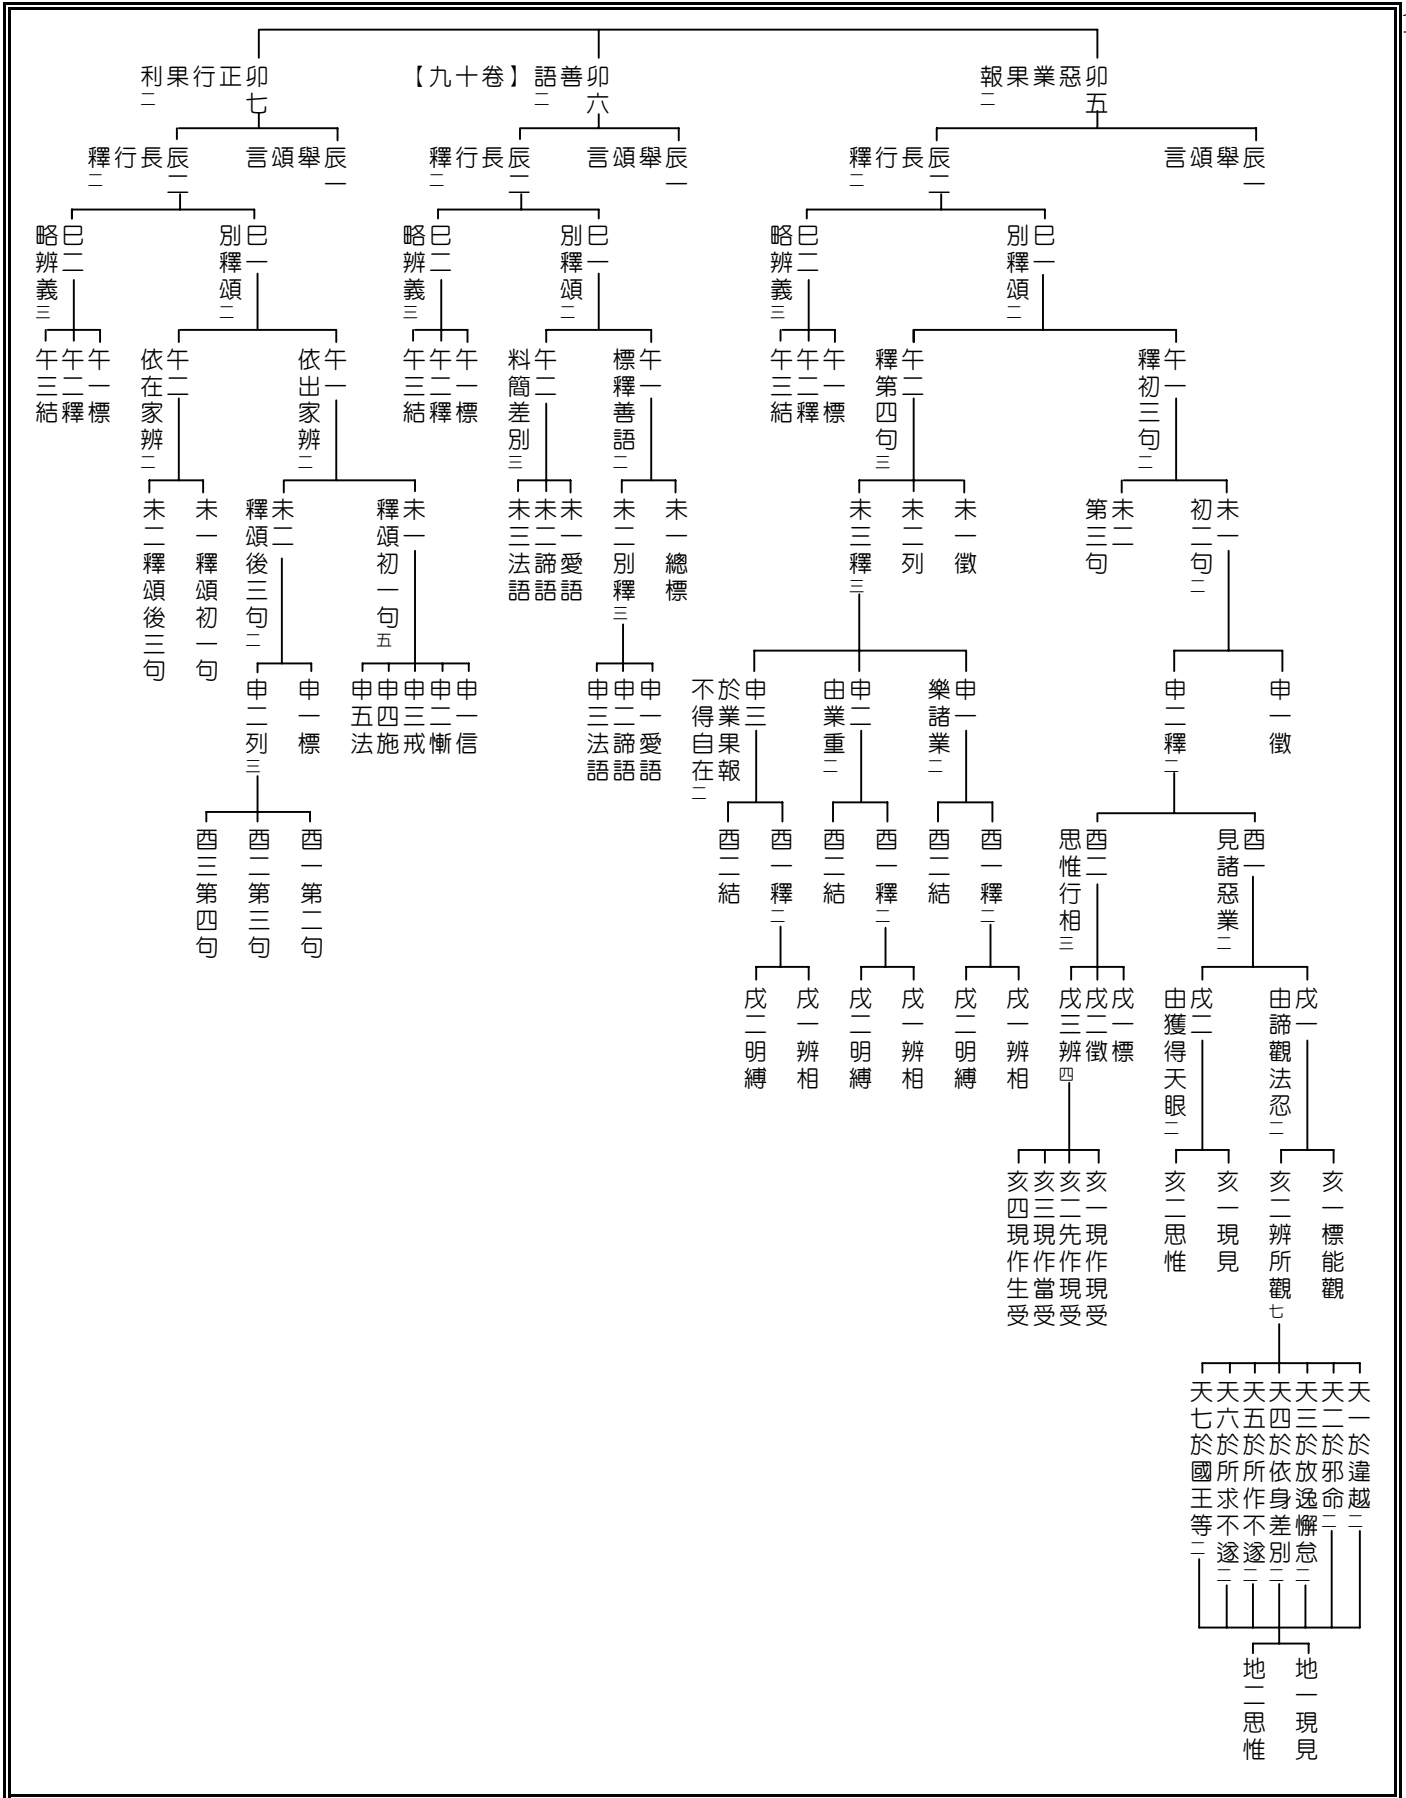 卯五惡業果報二
辰一舉頌言
辰二長行釋二
巳一別釋頌二
午一釋初三句二
未一初二句二
申一徵
申二釋二
酉一見諸惡業二
戌一由諦觀法忍二
亥一標能觀
亥二辨所觀七
天一於違越二
天二於邪命二
天三於放逸懈怠二
天四於依身差別二
天五於所作不遂二
天六於所求不遂二
天七於國王等二
地一現見
地二思惟
戌二由獲得天眼二
亥一現見
亥二思惟
酉二思惟行相三
戌一標
戌二徵
戌三辨四
亥一現作現受
亥二先作現受
亥三現作當受
亥四現作生受
未二第三句
午二釋第四句三
未一徵
未二列
未三釋三
申一樂諸業二
酉一釋二
戌一辨相
戌二明縛
酉二結
申二由業重二
酉一釋二
戌一辨相
戌二明縛
酉二結
申三於業果報不得自在二
酉一釋二
戌一辨相
戌二明縛
酉二結
巳二略辨義三
午一標
午二釋
午三結
卯六善語二【卷十九】
辰一舉頌言
辰二長行釋二
巳一別釋頌二
午一標釋善語二
未一總標
未二別釋三
申一愛語
申二諦語
申三法語
午二料簡差別三
未一愛語
未二諦語
未三法語
巳二略辨義三
午一標
午二釋
午三結
卯七正行果利二
辰一舉頌言
辰二長行釋二
巳一別釋頌二
午一依出家辨二
未一釋頌初一句五
申一信
申二慚
申三戒
申四施
申五法
未二釋頌後三句二
申一標
申二列三
酉一第二句
酉二第三句
酉三第四句
午二依在家辨二
未一釋頌初一句
未二釋頌後三句
巳二略辨義三
午一標
午二釋
午三結